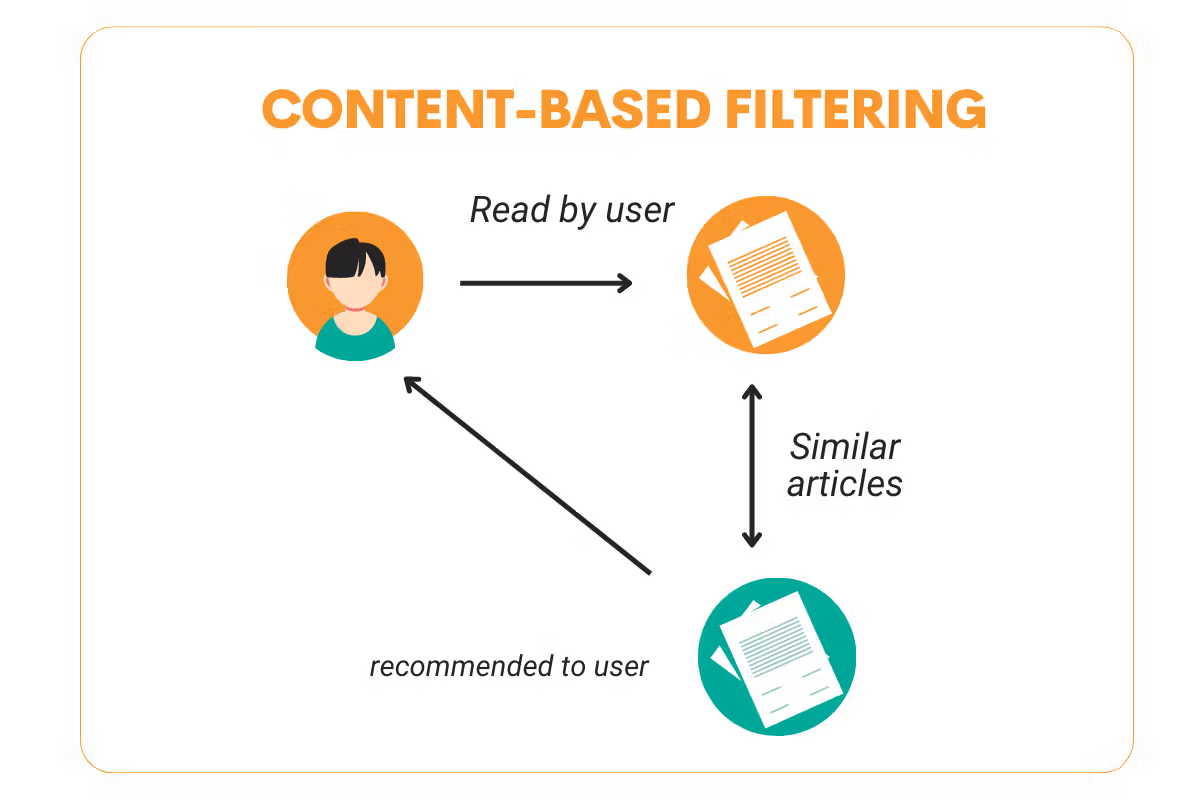 CONTENT-BASED FILTERING
Read by user
Similar
articles
recommended to user